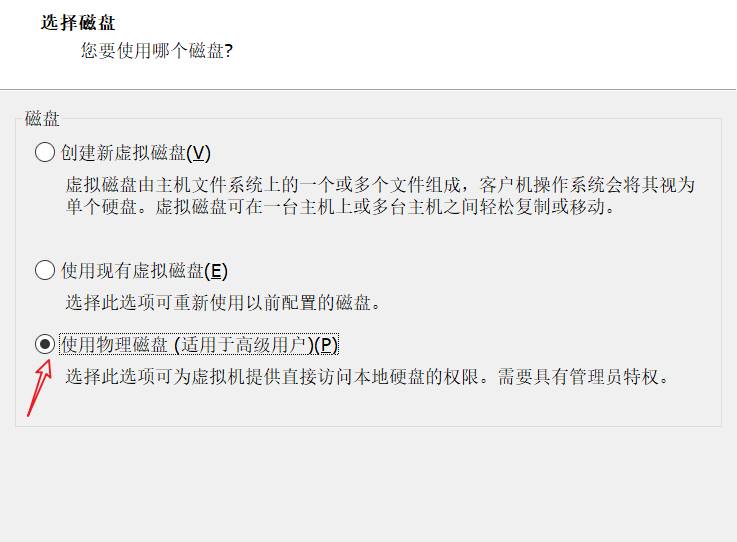 选择磁盘
您要使用哪个磁盘?
磁盘
创建新虚拟磁盘(V)
虚拟磁盘由主机文件系统上的一个或多个文件组成，客户机操作系统会将其视为
单个硬盘。虚拟磁盘可在一台主机上或多台主机之间轻松复制或移动。
使用现有虚拟磁盘(E)
选择此选项可重新使用以前配置的磁盘。
使用物理磁盘 (适用于高级用户)(P)
选择此选项可为虚拟机提供直接访问本地硬盘的权限。需要具有管理员特权。